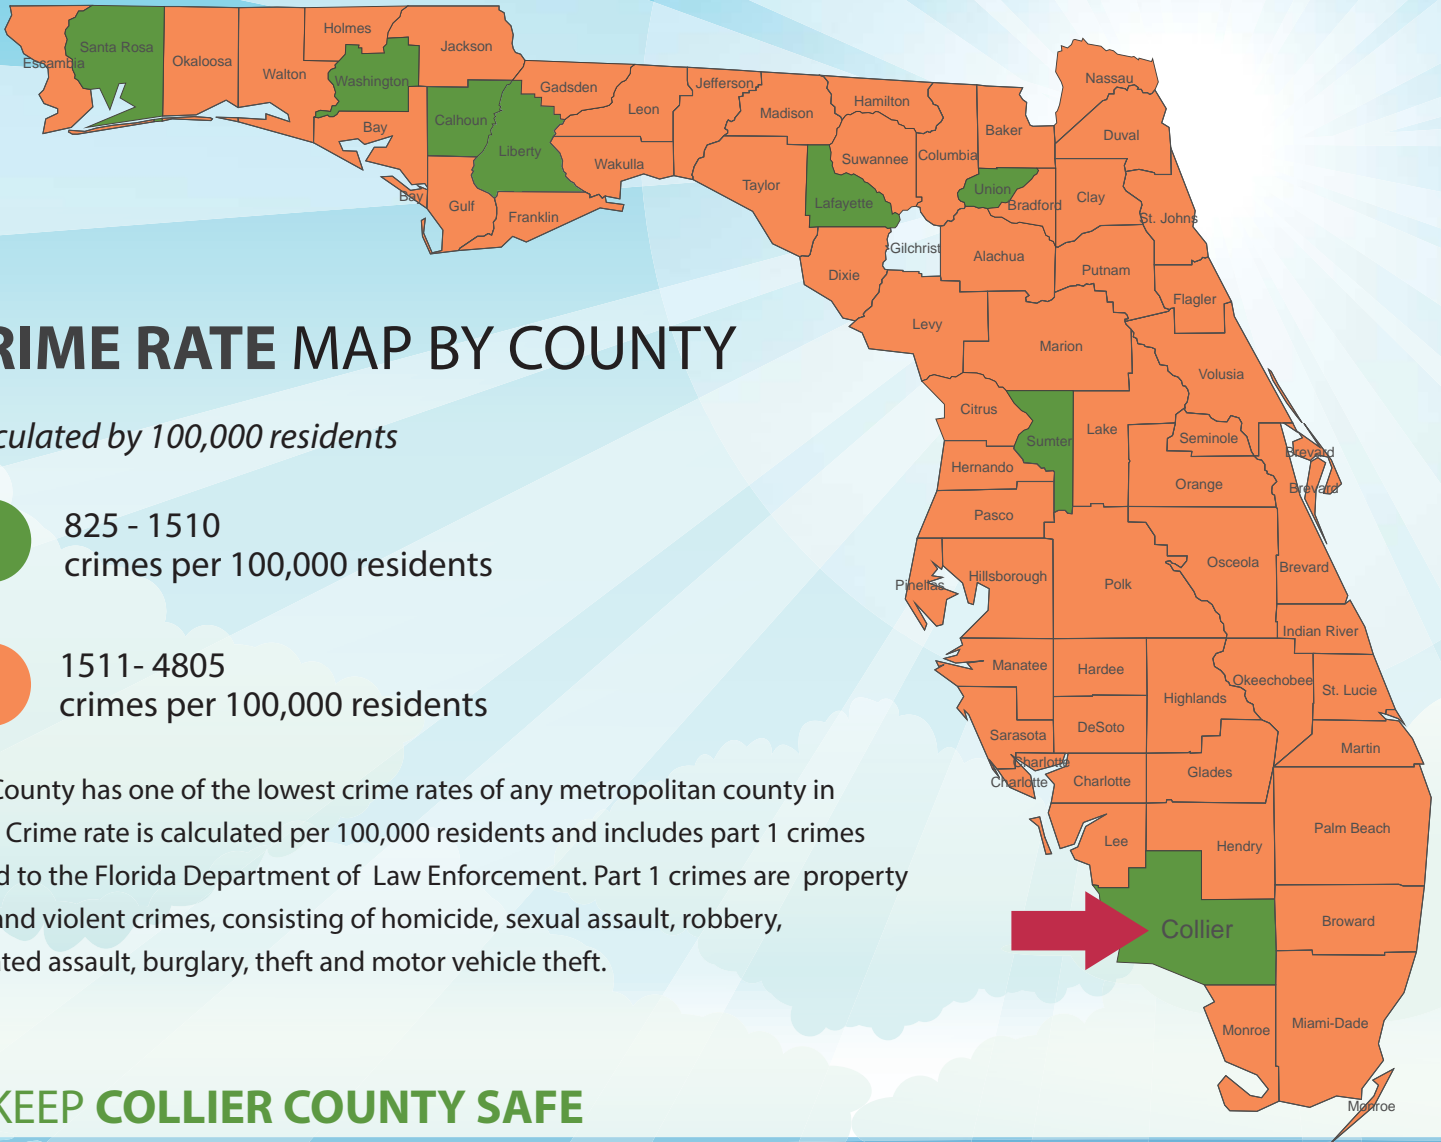 Holmes
Jackson
Santa Rosa
Escambia
Okaloosa
Walton
Washington
Gadsden
Jefferson
Nassau
Leon
Madison
Hamilton
Calhoun
Bay
Baker
Duval
Liberty
Wakulla
Suwannee
Columbia
Taylor
Union
Bay
Gulf
Franklin
Lafayette
Bradford
Clay
St. Johns
Gilchrist
Alachua
Dixie
Putnam
Flagler
Levy
Marion
RIME RATE MAP BY COUNTY
Volusia
Citrus
culated by 100,000 residents
Sumter
Lake
Seminole
Brevard
Hernando
Orange
Brevard
Pasco
825 - 1510
crimes per 100,000 residents
Pinellas
Hillsborough
Polk
Osceola
Brevard
Indian River
1511- 4805
crimes per 100,000 residents
Manatee
Hardee
Highlands
Okeechobee
St. Lucie
Sarasota
DeSoto
Martin
Charlotte
Charlotte
Charlotte
Glades
County has one of the lowest crime rates of any metropolitan county in
Crime rate is calculated per 100,000 residents and includes part 1 crimes
d to the Florida Department of Law Enforcement. Part 1 crimes are property
and violent crimes, consisting of homicide, sexual assault, robbery,
ted assault, burglary, theft and motor vehicle theft.
Lee
Hendry
Palm Beach
Collier
Broward
Monroe
Miami-Dade
Monroe
KEEP COLLIER COUNTY SAFE